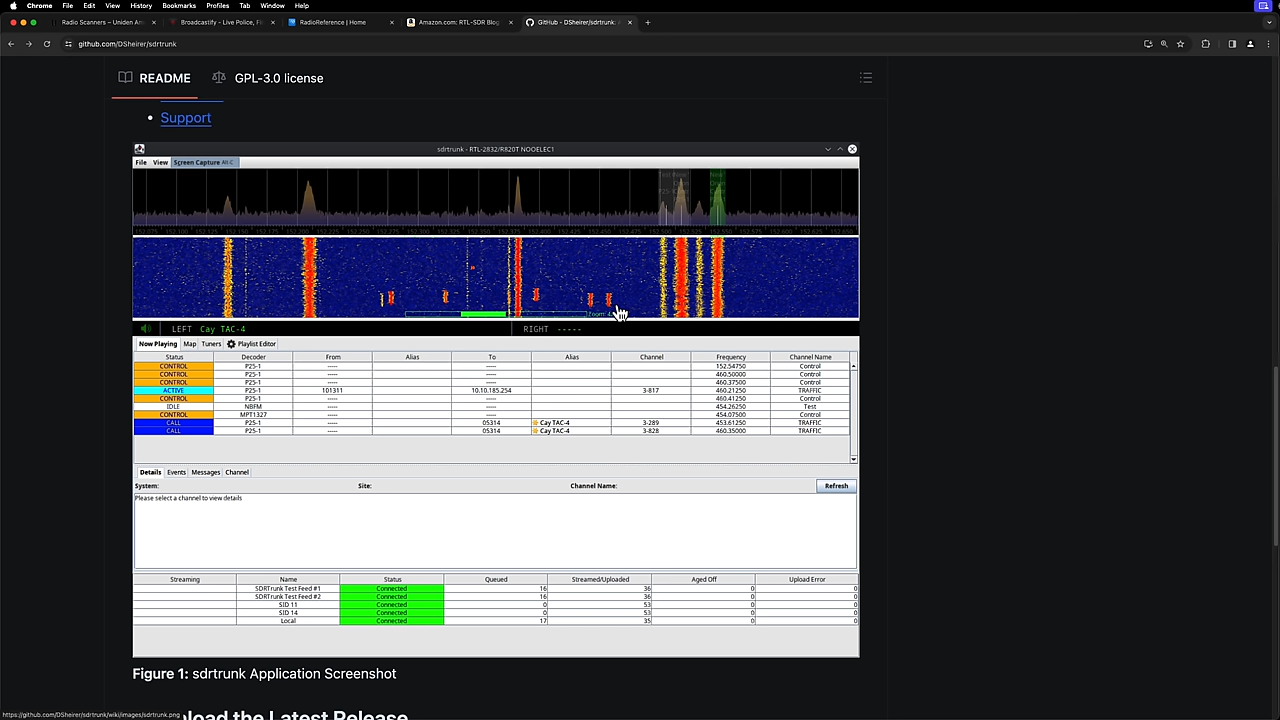 Chrome File Edit View History Bookmarks Profiles Tab Window Help
Radio Scanners – Uniden Am Broadcastify - Live Police, Fi RadioReference | Home Amazon.com: RTL-SDR Blog GitHub - DSheirer/sdrtrunk:
github.com/DSheirer/sdrtrunk
README GPL-3.0 license
Support
sdrtrunk - RTL-2832/R820T NOOELEC1
File View Screen Capture Alt-C
LEFT Cay TAC-4 RIGHT -----
Now Playing Map Tuners Playlist Editor
Status Decoder From Alias To Alias Channel Frequency Channel Name
CONTROL P25-1 ----- ----- 152.54750 Control
CONTROL P25-1 ----- ----- 460.50000 Control
CONTROL P25-1 ----- ----- 460.37500 Control
ACTIVE P25-1 101311 10.10.185.254 3-817 460.21250 TRAFFIC
CONTROL P25-1 ----- ----- 460.41250 Control
IDLE NBFM ----- ----- 454.26250 Test
CONTROL MPT1327 ----- ----- 454.07500 Control
CALL P25-1 ----- 05314 Cay TAC-4 3-289 453.61250 TRAFFIC
CALL P25-1 ----- 05314 Cay TAC-4 3-828 460.35000 TRAFFIC
Details Events Messages Channel
System: Site: Channel Name: Refresh
Please select a channel to view details
Streaming Name Status Queued Streamed/Uploaded Aged Off Upload Error
SDRTrunk Test Feed #1 Connected 16 36 0 0
SDRTrunk Test Feed #2 Connected 16 36 0 0
SID 11 Connected 0 53 0 0
SID 14 Connected 0 53 0 0
Local Connected 17 35 0 0
Figure 1: sdrtrunk Application Screenshot
load the Latest Release
https://github.com/DSheirer/sdrtrunk/wiki/images/sdrtrunk.png